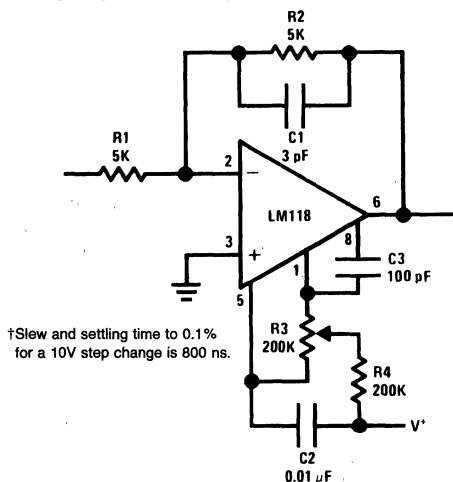 R2
5K
C1
3 pF
R1
5K
2
−
LM118
6
3
+
8
1
5
C3
100 pF
R3
200K
†Slew and settling time to 0.1%
for a 10V step change is 800 ns.
R4
200K
V+
C2
0.01 μF